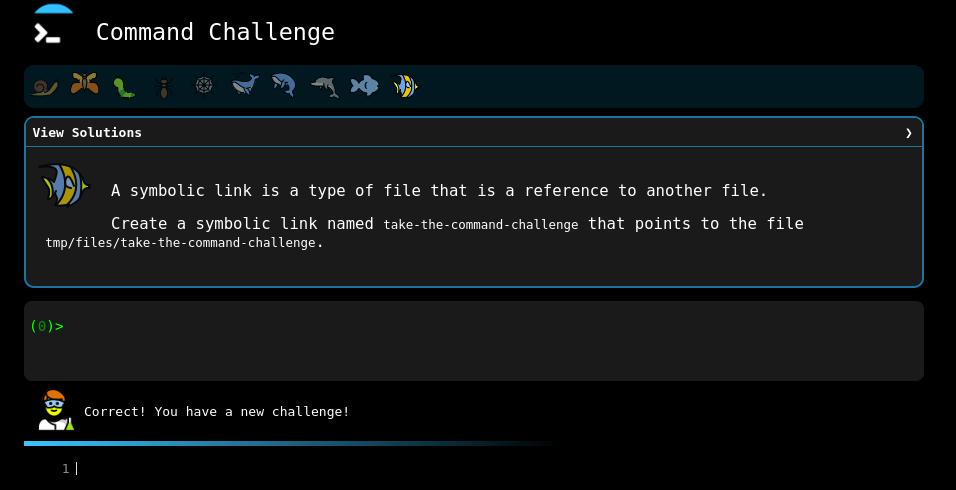 Command Challenge
View Solutions ❯
A symbolic link is a type of file that is a reference to another file.
Create a symbolic link named take-the-command-challenge that points to the file
tmp/files/take-the-command-challenge.
(0)>
Correct! You have a new challenge!
1